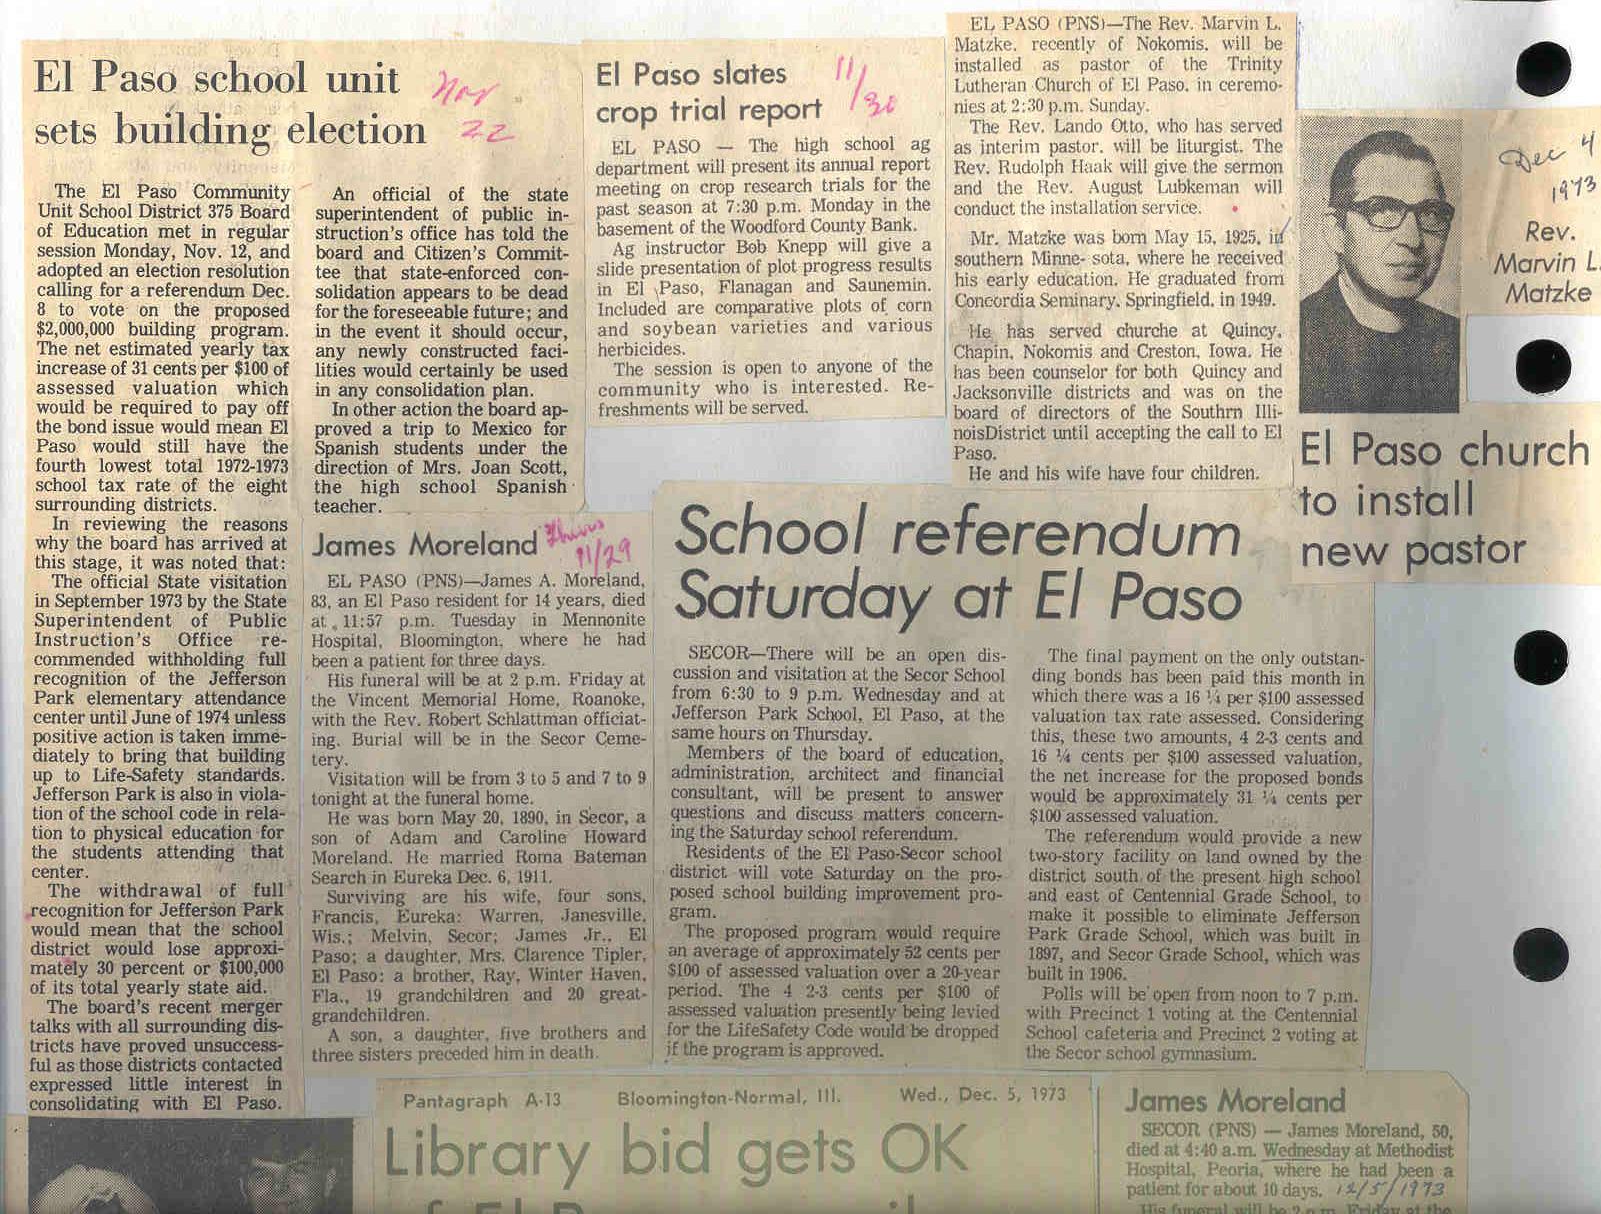 El Paso school unit
sets building election
Nov
22
The El Paso Community
Unit School District 375 Board
of Education met in regular
session Monday, Nov. 12, and
adopted an election resolution
calling for a referendum Dec.
8 to vote on the proposed
$2,000,000 building program.
The net estimated yearly tax
increase of 31 cents per $100 of
assessed valuation which
would be required to pay off
the bond issue would mean El
Paso would still have the
fourth lowest total 1972-1973
school tax rate of the eight
surrounding districts.
In reviewing the reasons
why the board has arrived at
this stage, it was noted that:
The official State visitation
in September 1973 by the State
Superintendent of Public
Instruction's Office re-
commended withholding full
recognition of the Jefferson
Park elementary attendance
center until June of 1974 unless
positive action is taken imme-
diately to bring that building
up to Life-Safety standards.
Jefferson Park is also in viola-
tion of the school code in rela-
tion to physical education for
the students attending that
center.
The withdrawal of full
recognition for Jefferson Park
would mean that the school
district would lose approxi-
mately 30 percent or $100,000
of its total yearly state aid.
The board's recent merger
talks with all surrounding dis-
tricts have proved unsuccess-
ful as those districts contacted
expressed little interest in
consolidating with El Paso.
An official of the state
superintendent of public in-
struction's office has told the
board and Citizen's Commit-
tee that state-enforced con-
solidation appears to be dead
for the foreseeable future; and
in the event it should occur,
any newly constructed faci-
lities would certainly be used
in any consolidation plan.
In other action the board ap-
proved a trip to Mexico for
Spanish students under the
direction of Mrs. Joan Scott,
the high school Spanish
teacher.
El Paso slates
crop trial report
11/30
EL PASO — The high school ag
department will present its annual report
meeting on crop research trials for the
past season at 7:30 p.m. Monday in the
basement of the Woodford County Bank.
Ag instructor Bob Knepp will give a
slide presentation of plot progress results
in El Paso, Flanagan and Saunemin.
Included are comparative plots of corn
and soybean varieties and various
herbicides.
The session is open to anyone of the
community who is interested. Re-
freshments will be served.
EL PASO (PNS)—The Rev. Marvin L.
Matzke, recently of Nokomis, will be
installed as pastor of the Trinity
Lutheran Church of El Paso, in ceremo-
nies at 2:30 p.m. Sunday.
The Rev. Lando Otto, who has served
as interim pastor, will be liturgist. The
Rev. Rudolph Haak will give the sermon
and the Rev. August Lubkeman will
conduct the installation service.
Mr. Matzke was born May 15, 1925, in
southern Minne- sota, where he received
his early education. He graduated from
Concordia Seminary, Springfield, in 1949.
He has served churche at Quincy,
Chapin, Nokomis and Creston, Iowa. He
has been counselor for both Quincy and
Jacksonville districts and was on the
board of directors of the Southrn Illi-
noisDistrict until accepting the call to El
Paso.
He and his wife have four children.
Dec 4
1973
Rev.
Marvin L.
Matzke
El Paso church
to install
new pastor
James Moreland
Thurs
11/29
EL PASO (PNS)—James A. Moreland,
83, an El Paso resident for 14 years, died
at 11:57 p.m. Tuesday in Mennonite
Hospital, Bloomington, where he had
been a patient for three days.
His funeral will be at 2 p.m. Friday at
the Vincent Memorial Home, Roanoke,
with the Rev. Robert Schlattman officiat-
ing. Burial will be in the Secor Ceme-
tery.
Visitation will be from 3 to 5 and 7 to 9
tonight at the funeral home.
He was born May 20, 1890, in Secor, a
son of Adam and Caroline Howard
Moreland. He married Roma Bateman
Search in Eureka Dec. 6, 1911.
Surviving are his wife, four sons,
Francis, Eureka: Warren, Janesville,
Wis.; Melvin, Secor; James Jr., El
Paso; a daughter, Mrs. Clarence Tipler,
El Paso: a brother, Ray, Winter Haven,
Fla., 19 grandchildren and 20 great-
grandchildren.
A son, a daughter, five brothers and
three sisters preceded him in death.
School referendum
Saturday at El Paso
SECOR—There will be an open dis-
cussion and visitation at the Secor School
from 6:30 to 9 p.m. Wednesday and at
Jefferson Park School, El Paso, at the
same hours on Thursday.
Members of the board of education,
administration, architect and financial
consultant, will be present to answer
questions and discuss matters concern-
ing the Saturday school referendum.
Residents of the El Paso-Secor school
district will vote Saturday on the pro-
posed school building improvement pro-
gram.
The proposed program would require
an average of approximately 52 cents per
$100 of assessed valuation over a 20-year
period. The 4 2-3 cents per $100 of
assessed valuation presently being levied
for the LifeSafety Code would be dropped
if the program is approved.
The final payment on the only outstan-
ding bonds has been paid this month in
which there was a 16 ¼ per $100 assessed
valuation tax rate assessed. Considering
this, these two amounts, 4 2-3 cents and
16 ¼ cents per $100 assessed valuation,
the net increase for the proposed bonds
would be approximately 31 ¼ cents per
$100 assessed valuation.
The referendum would provide a new
two-story facility on land owned by the
district south of the present high school
and east of Centennial Grade School, to
make it possible to eliminate Jefferson
Park Grade School, which was built in
1897, and Secor Grade School, which was
built in 1906.
Polls will be open from noon to 7 p.m.
with Precinct 1 voting at the Centennial
School cafeteria and Precinct 2 voting at
the Secor school gymnasium.
Pantagraph A-13 Bloomington-Normal, Ill. Wed., Dec. 5, 1973
Library bid gets OK
James Moreland
SECOR (PNS) — James Moreland, 50,
died at 4:40 a.m. Wednesday at Methodist
Hospital, Peoria, where he had been a
patient for about 10 days. 12/5/1973
His funeral will be 2 p.m. Friday at the